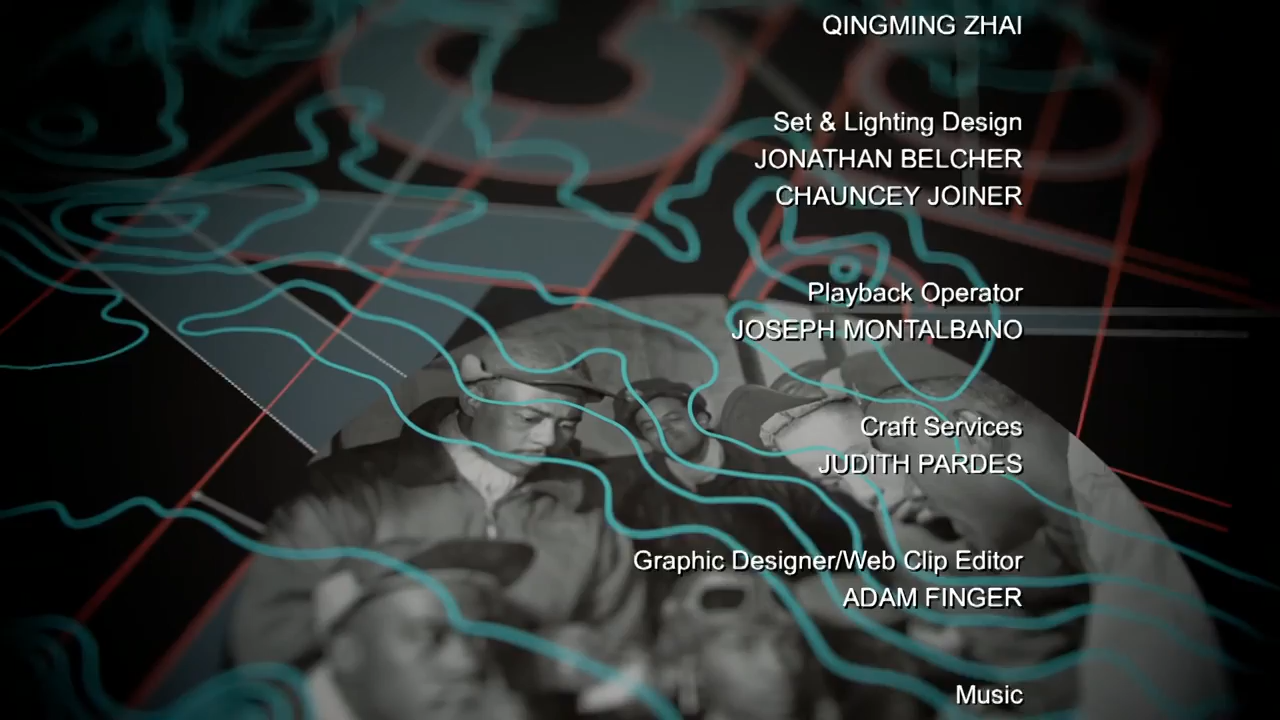 QINGMING ZHAI
Set & Lighting Design
JONATHAN BELCHER
CHAUNCEY JOINER
Playback Operator
JOSEPH MONTALBANO
Craft Services
JUDITH PARDES
Graphic Designer/Web Clip Editor
ADAM FINGER
Music